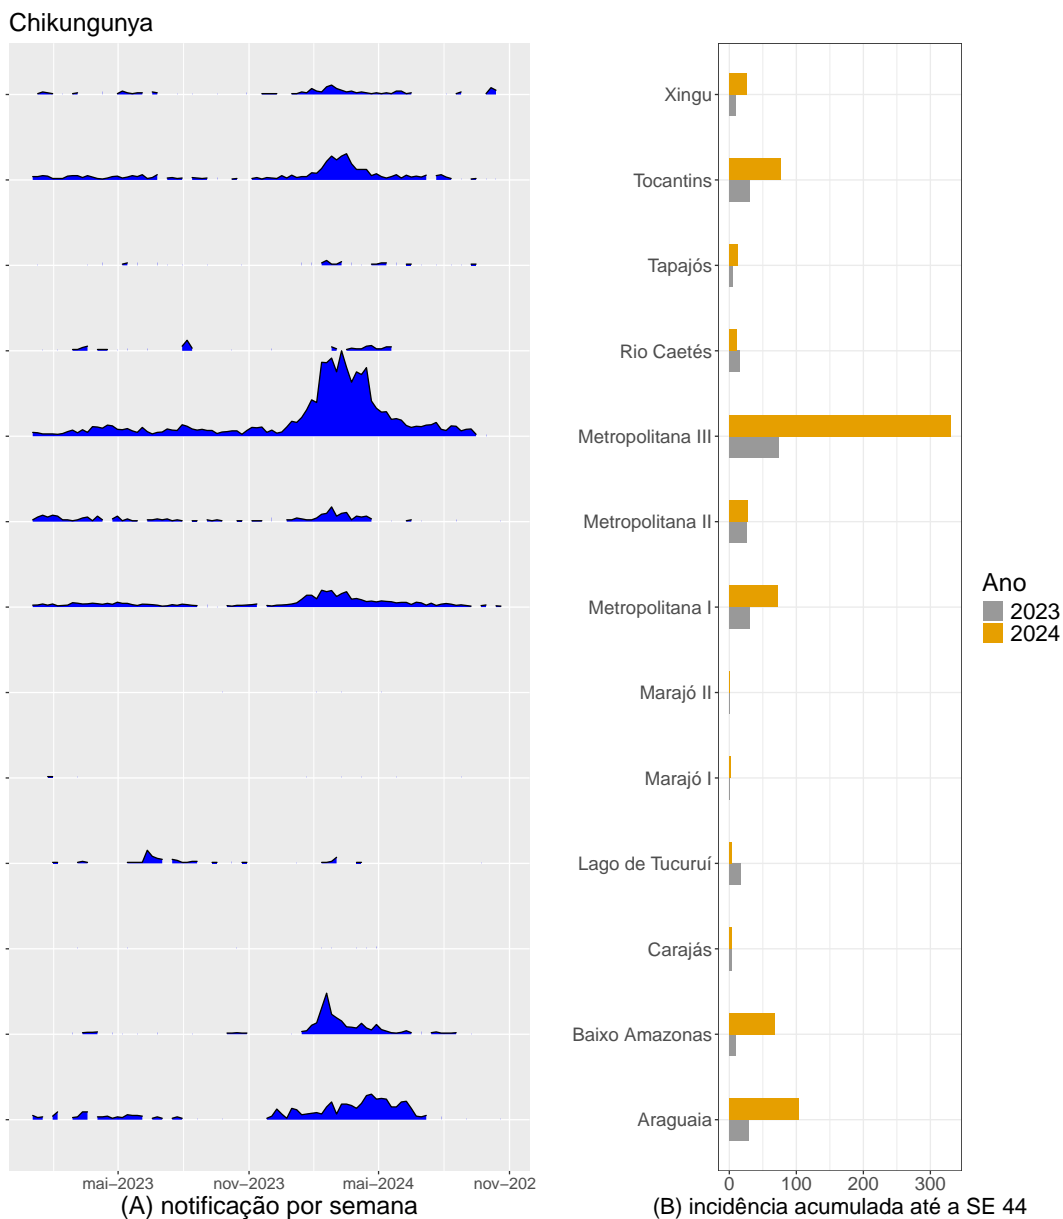 Chikungunya
Xingu
Tocantins
Tapajós
Rio Caetés
Metropolitana III
Metropolitana II
Metropolitana I
Marajó II
Marajó I
Lago de Tucuruí
Carajás
Baixo Amazonas
Araguaia
Ano
2023
2024
mai–2023 nov–2023 mai–2024 nov–202
0 100 200 300
(A) notificação por semana
(B) incidência acumulada até a SE 44